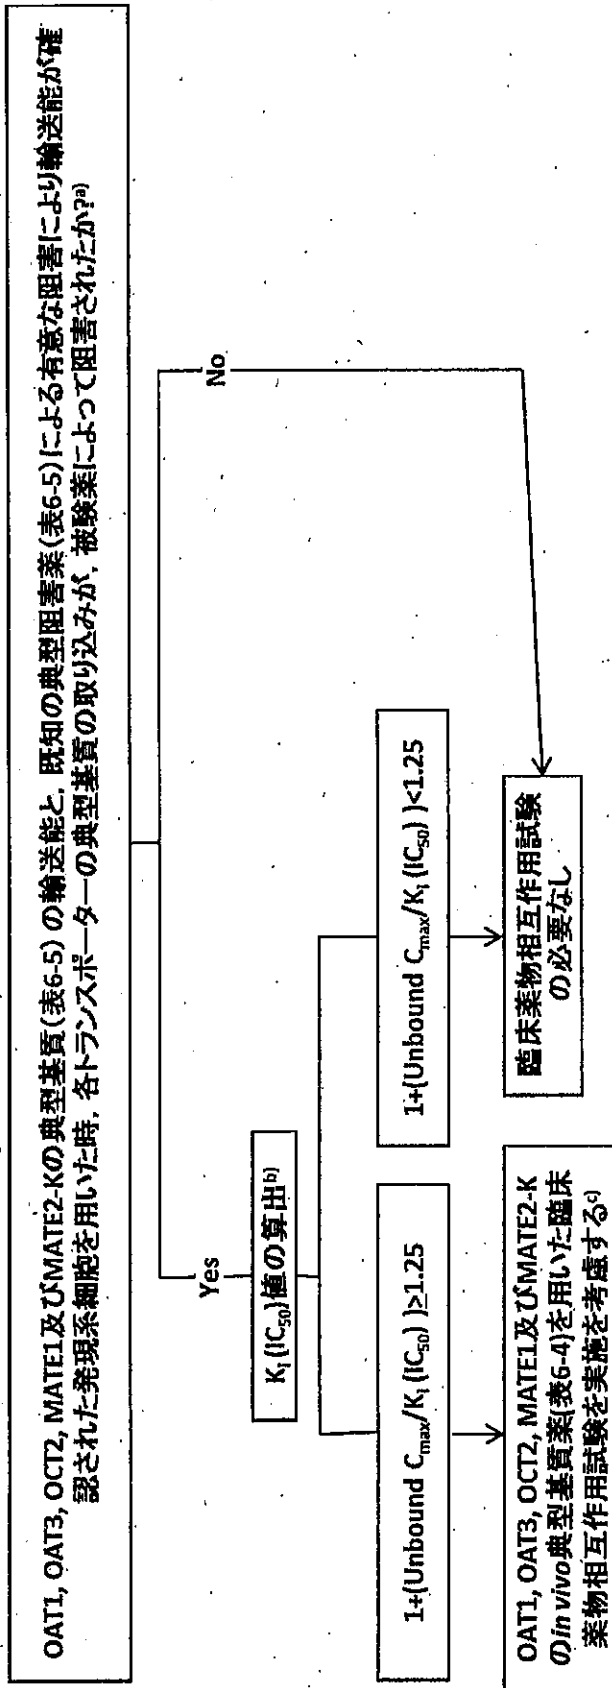 OAT1, OAT3, OCT2, MATE1及びMATE2-Kの典型基質(表6-5) の輸送能と, 既知の典型阻害薬(表6-5)による有意な阻害により輸送能が確
認された発現系細胞を用いた時, 各トランスポーターの典型基質の取り込みが, 被験薬によって阻害されたか?a)
Yes
No
Ki (IC50)値の算出b)
1+(Unbound Cmax/Ki (IC50) )≥1.25
1+(Unbound Cmax/Ki (IC50) )<1.25
OAT1, OAT3, OCT2, MATE1及びMATE2-K
のin vivo典型基質薬(表6-4)を用いた臨床
薬物相互作用試験を実施を考慮するc)
臨床薬物相互作用試験
の必要なし